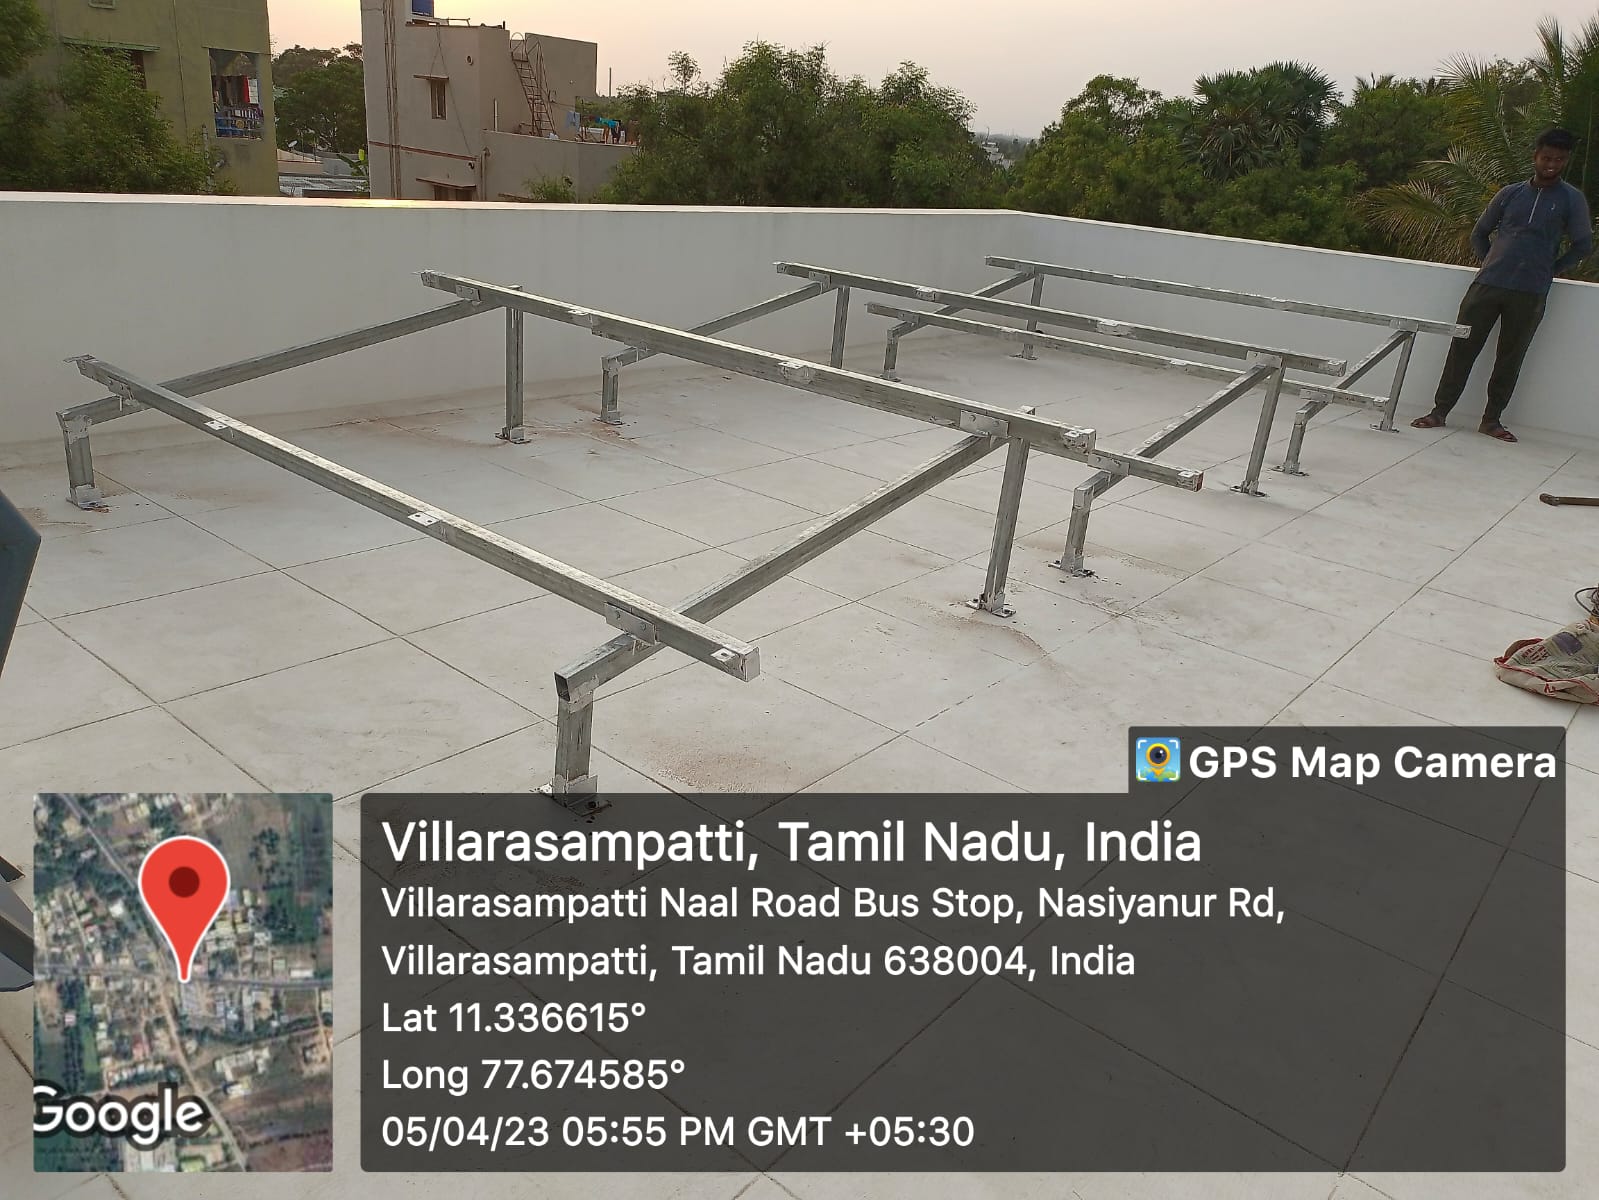 GPS Map Camera
Villarasampatti, Tamil Nadu, India
Villarasampatti Naal Road Bus Stop, Nasiyanur Rd,
Villarasampatti, Tamil Nadu 638004, India
Lat 11.336615°
Long 77.674585°
05/04/23 05:55 PM GMT +05:30
Google